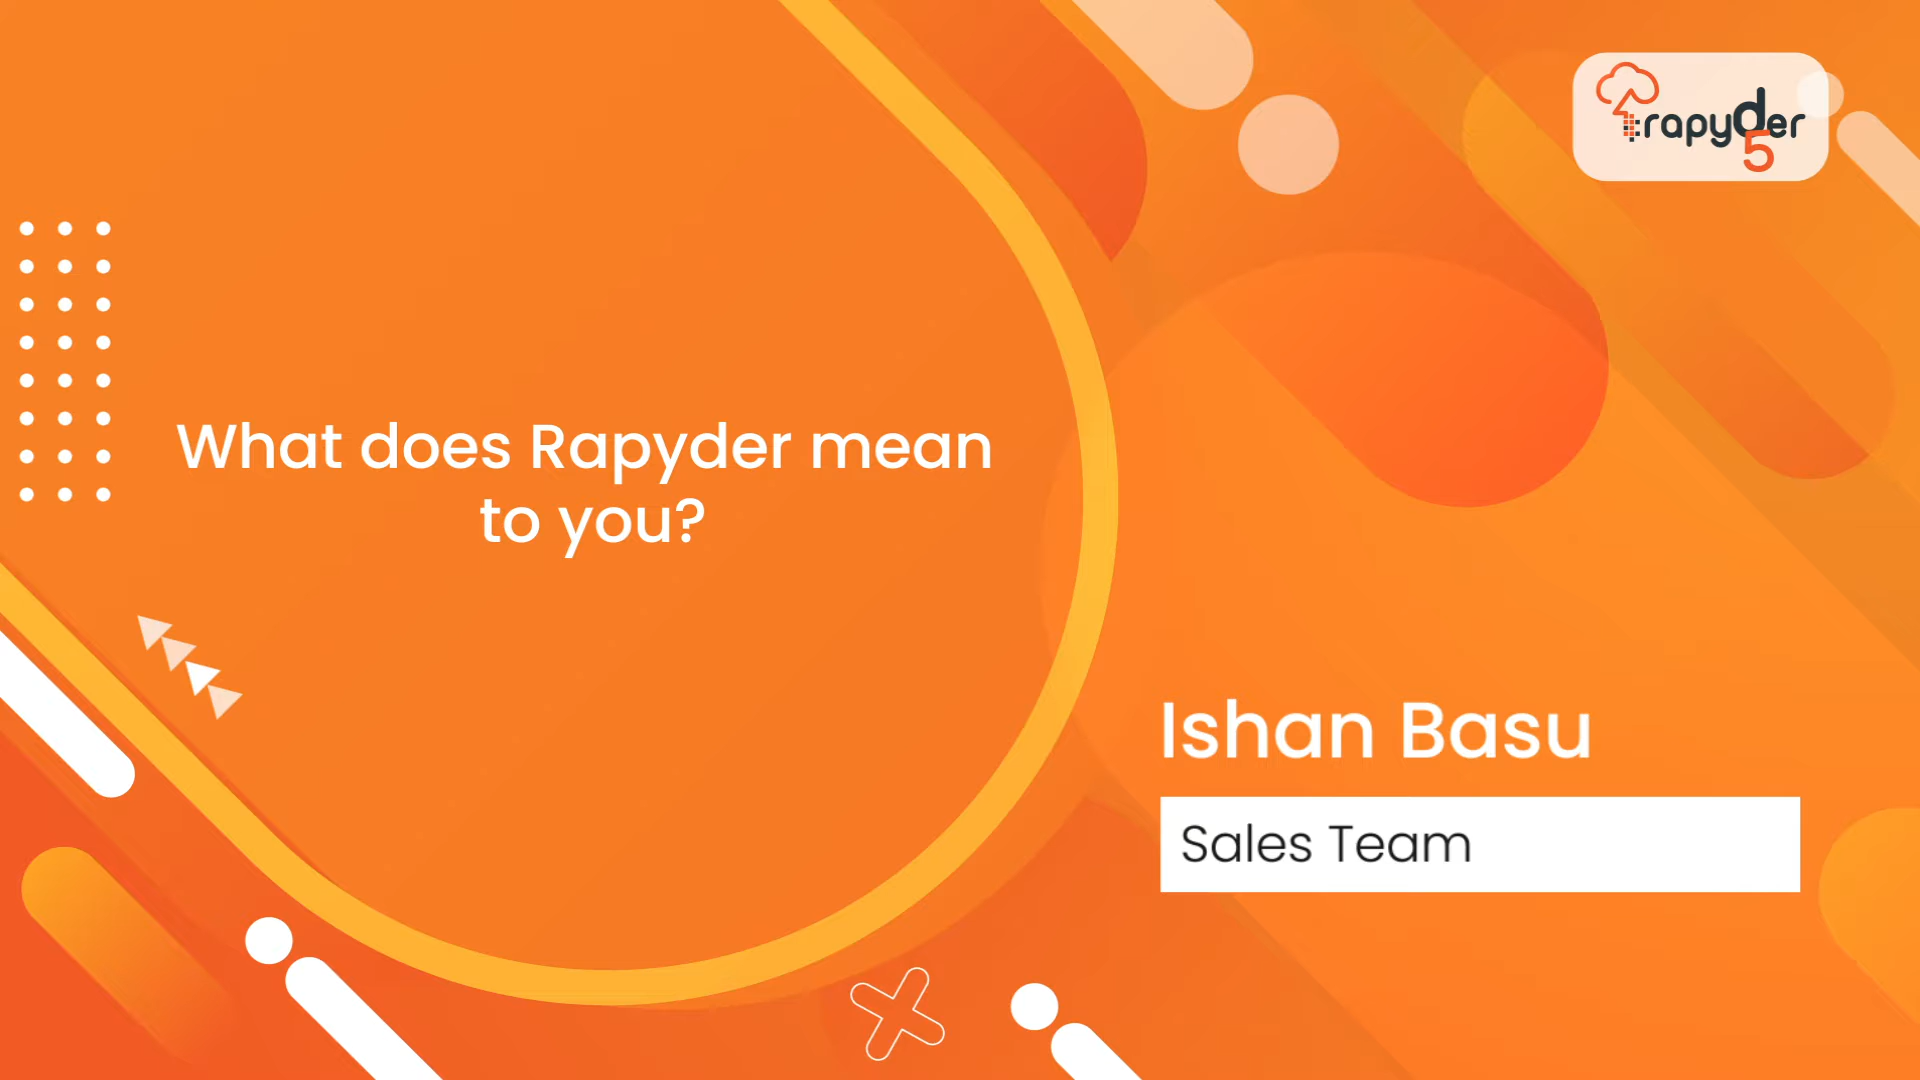 rapyder
5
What does Rapyder mean
to you?
Ishan Basu
Sales Team